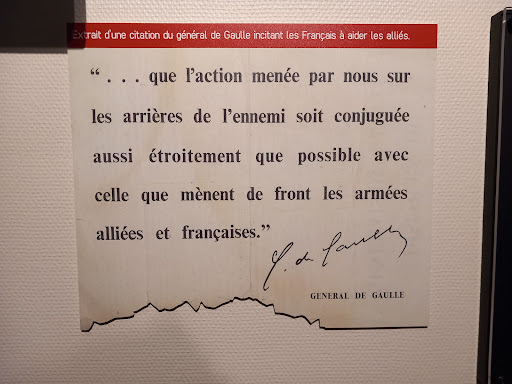 Extrait d'une citation du général de Gaulle incitant les Français à aider les alliés.
“ . . . que l’action menée par nous sur
les arrières de l’ennemi soit conjuguée
aussi étroitement que possible avec
celle que mènent de front les armées
alliées et françaises.”
C. de Gaulle
GENERAL DE GAULLE